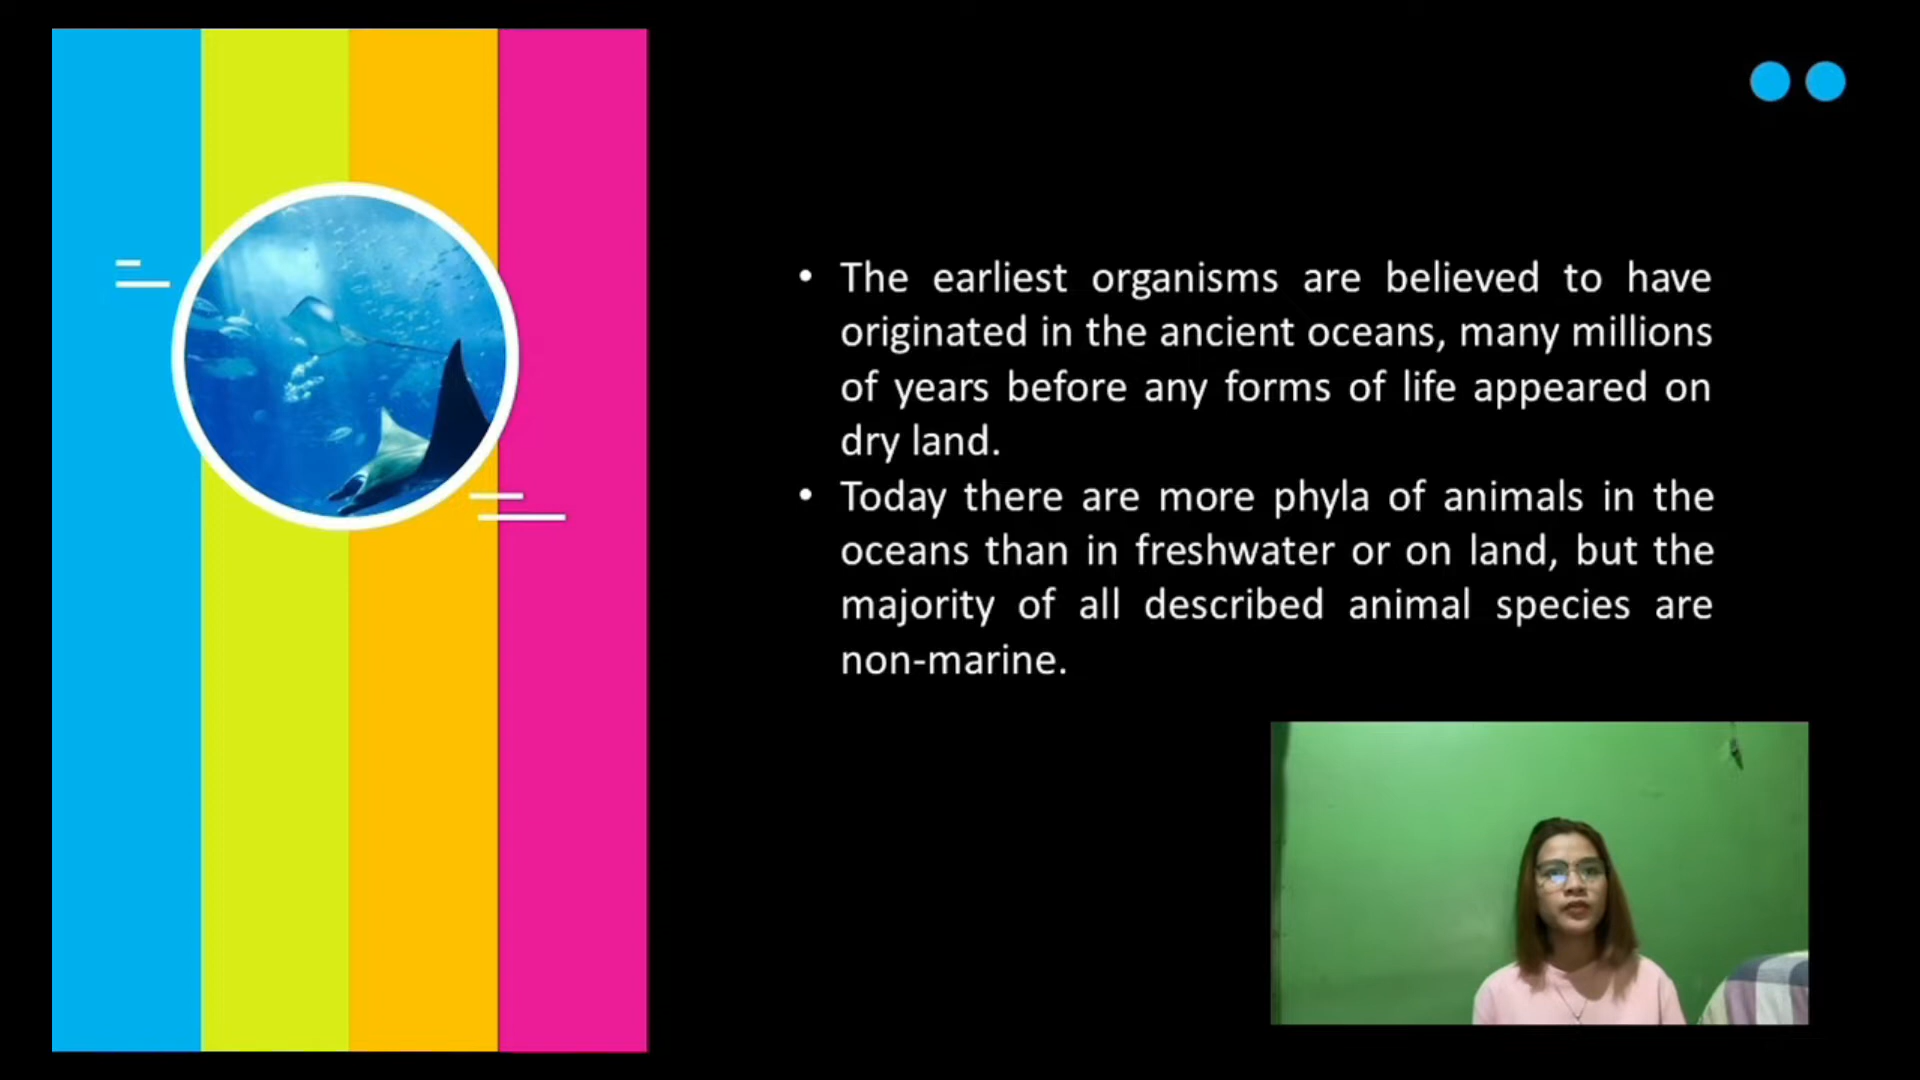 • The earliest organisms are believed to have
originated in the ancient oceans, many millions
of years before any forms of life appeared on
dry land.
• Today there are more phyla of animals in the
oceans than in freshwater or on land, but the
majority of all described animal species are
non-marine.